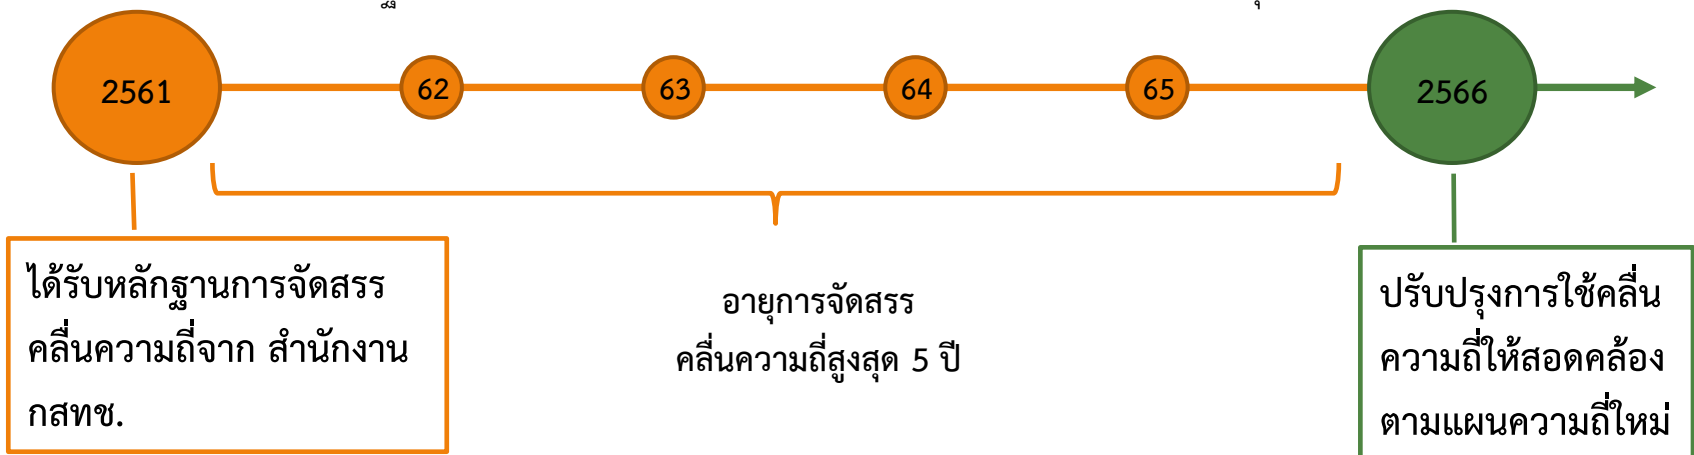 2561
62
63
64
65
2566
ได้รับหลักฐานการจัดสรร
คลื่นความถี่จาก สำนักงาน
กสทช.
อายุการจัดสรร
คลื่นความถี่สูงสุด 5 ปี
ปรับปรุงการใช้คลื่น
ความถี่ให้สอดคล้อง
ตามแผนความถี่ใหม่